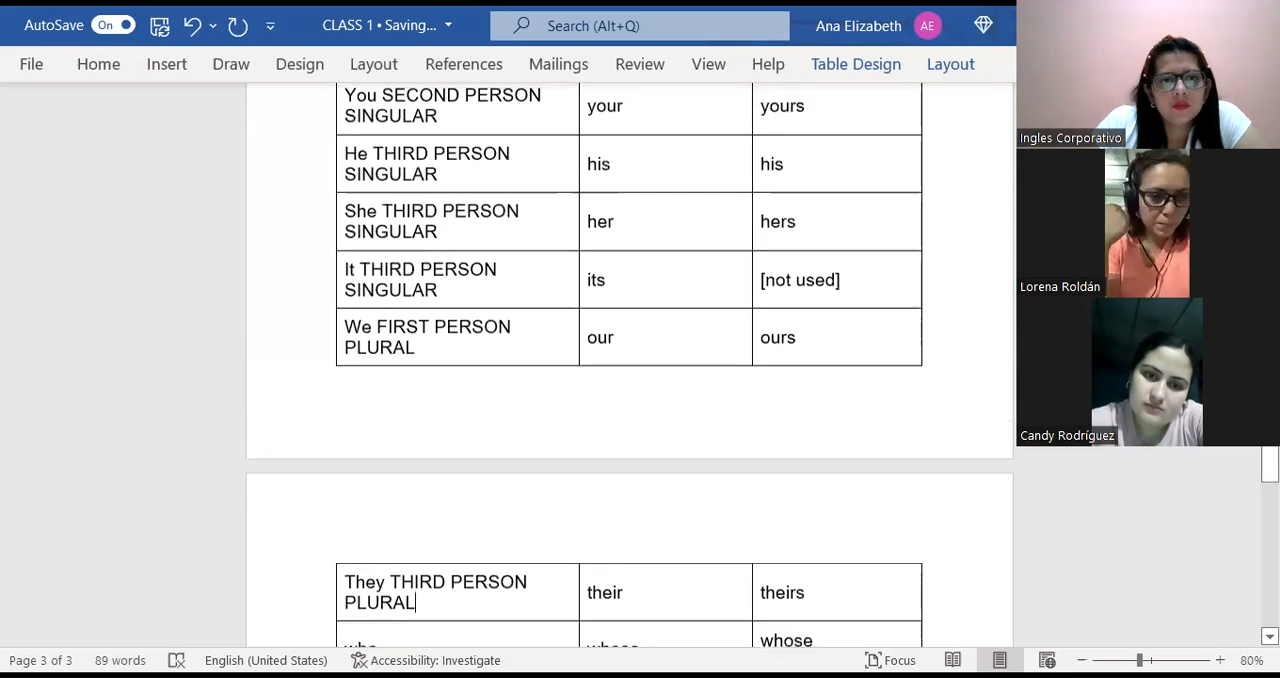 AutoSave On CLASS 1 • Saving... Search (Alt+Q) Ana Elizabeth AE
File Home Insert Draw Design Layout References Mailings Review View Help Table Design Layout
You SECOND PERSON
SINGULAR
your
yours
He THIRD PERSON
SINGULAR
his
his
She THIRD PERSON
SINGULAR
her
hers
It THIRD PERSON
SINGULAR
its
[not used]
We FIRST PERSON
PLURAL
our
ours
They THIRD PERSON
PLURAL
their
theirs
who
whose
whose
Ingles Corporativo
Lorena Roldán
Candy Rodríguez
Page 3 of 3 89 words English (United States) Accessibility: Investigate Focus 80%